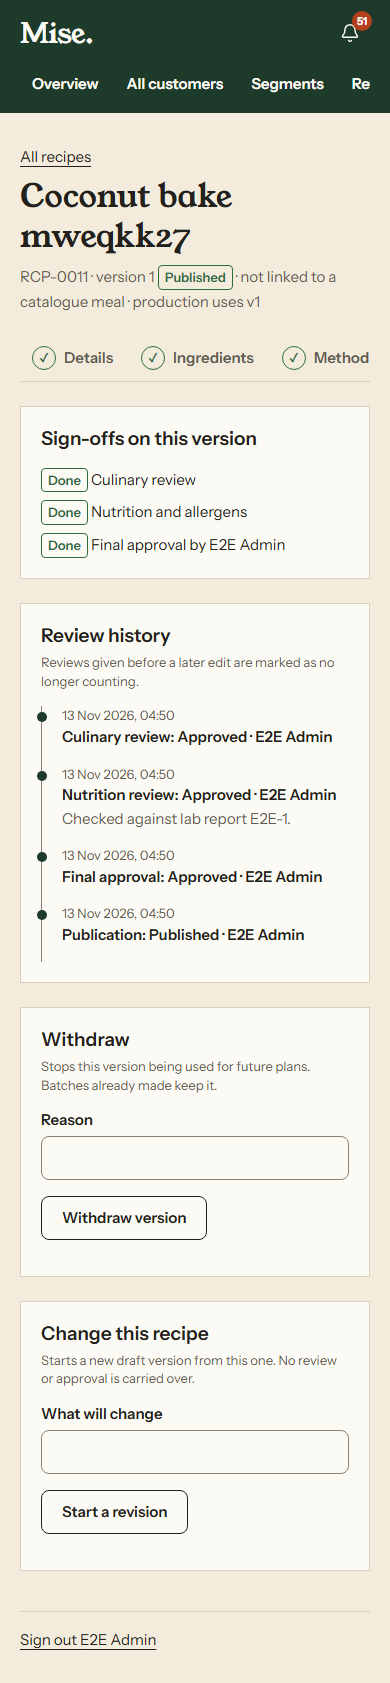 Mise.
51
Overview All customers Segments Re
All recipes
Coconut bake
mweqkk27
RCP-0011 · version 1 Published · not linked to a
catalogue meal · production uses v1
✓ Details ✓ Ingredients ✓ Method
Sign-offs on this version
Done Culinary review
Done Nutrition and allergens
Done Final approval by E2E Admin
Review history
Reviews given before a later edit are marked as no
longer counting.
13 Nov 2026, 04:50
Culinary review: Approved · E2E Admin
13 Nov 2026, 04:50
Nutrition review: Approved · E2E Admin
Checked against lab report E2E-1.
13 Nov 2026, 04:50
Final approval: Approved · E2E Admin
13 Nov 2026, 04:50
Publication: Published · E2E Admin
Withdraw
Stops this version being used for future plans.
Batches already made keep it.
Reason
Withdraw version
Change this recipe
Starts a new draft version from this one. No review
or approval is carried over.
What will change
Start a revision
Sign out E2E Admin